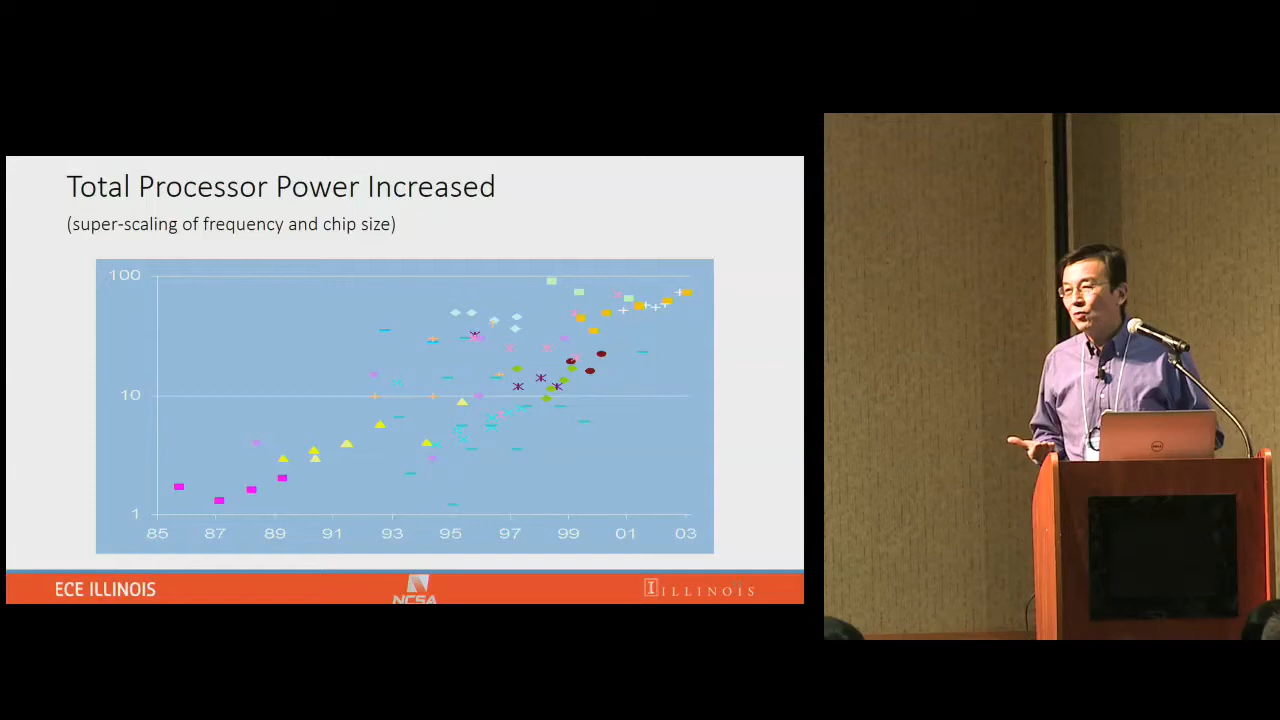 Total Processor Power Increased
(super-scaling of frequency and chip size)
100
10
1
85 87 89 91 93 95 97 99 01 03
ECE ILLINOIS
NCSA
I ILLINOIS
DELL